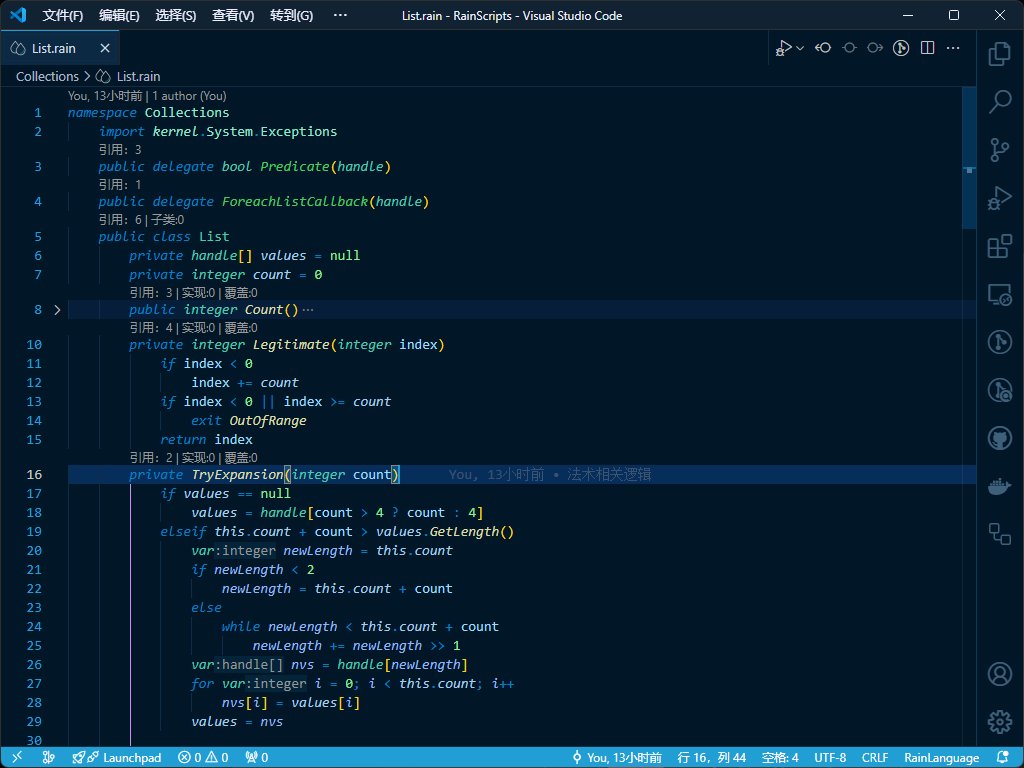 文件(F) 编辑(E) 选择(S) 查看(V) 转到(G) ··· List.rain - RainScripts - Visual Studio Code
List.rain
Collections > List.rain
You, 13小时前 | 1 author (You)
1 namespace Collections
2 import kernel.System.Exceptions
引用: 3
3 public delegate bool Predicate(handle)
引用: 1
4 public delegate ForeachListCallback(handle)
引用: 6 | 子类:0
5 public class List
6 private handle[] values = null
7 private integer count = 0
引用: 3 | 实现:0 | 覆盖:0
8 public integer Count() ···
引用: 4 | 实现:0 | 覆盖:0
10 private integer Legitimate(integer index)
11 if index < 0
12 index += count
13 if index < 0 || index >= count
14 exit OutOfRange
15 return index
引用: 2 | 实现:0 | 覆盖:0
16 private TryExpansion(integer count) You, 13小时前 • 法术相关逻辑
17 if values == null
18 values = handle[count > 4 ? count : 4]
19 elseif this.count + count > values.GetLength()
20 var:integer newLength = this.count
21 if newLength < 2
22 newLength = this.count + count
23 else
24 while newLength < this.count + count
25 newLength += newLength >> 1
26 var:handle[] nvs = handle[newLength]
27 for var:integer i = 0; i < this.count; i++
28 nvs[i] = values[i]
29 values = nvs
30
Launchpad 0 0 0 You, 13小时前 行 16，列 44 空格: 4 UTF-8 CRLF RainLanguage